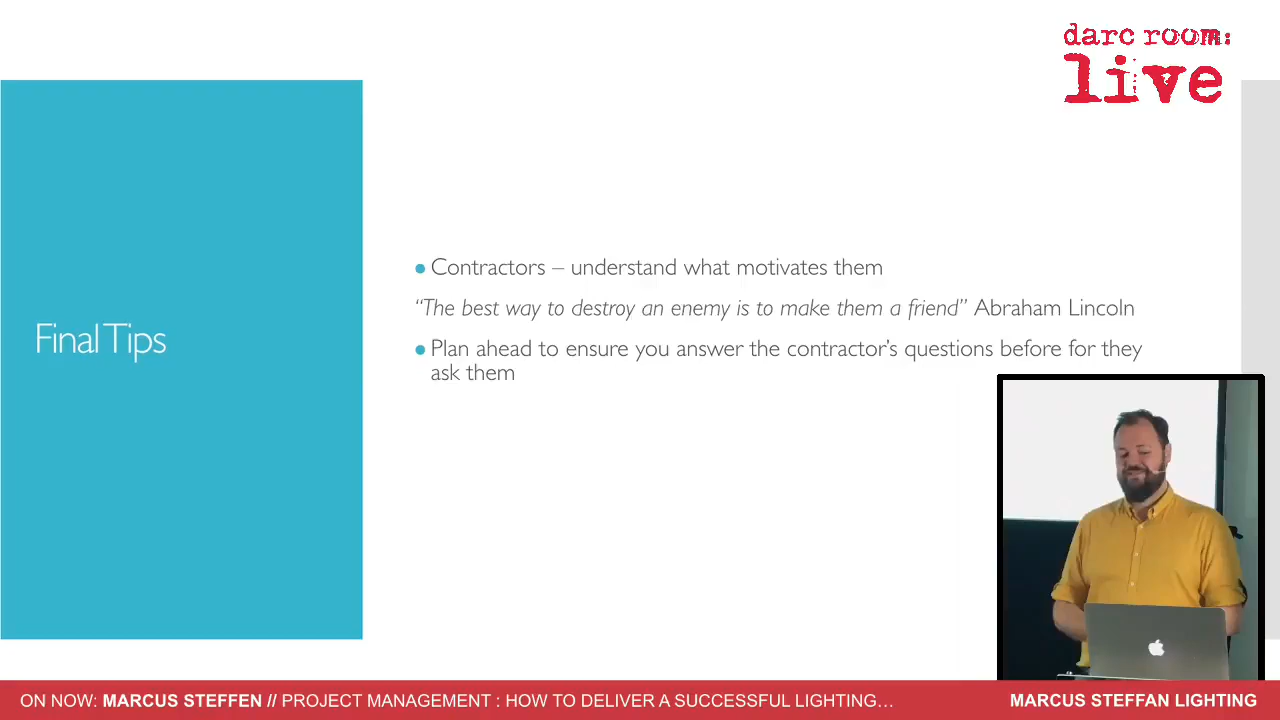 darc room:
live
Final Tips
Contractors – understand what motivates them
“The best way to destroy an enemy is to make them a friend” Abraham Lincoln
Plan ahead to ensure you answer the contractor’s questions before for they
ask them
ON NOW: MARCUS STEFFEN // PROJECT MANAGEMENT : HOW TO DELIVER A SUCCESSFUL LIGHTING…
MARCUS STEFFAN LIGHTING